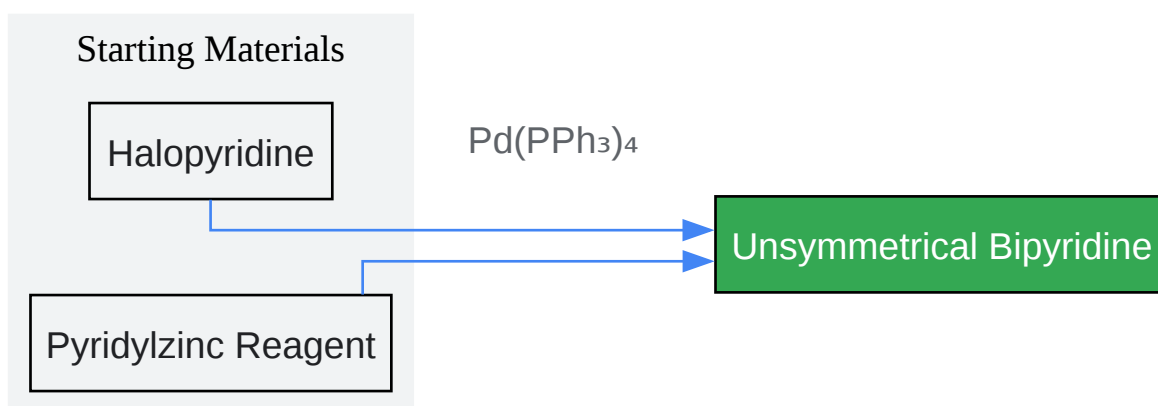 Starting Materials
Halopyridine
Pd(PPh₃)₄
Unsymmetrical Bipyridine
Pyridylzinc Reagent